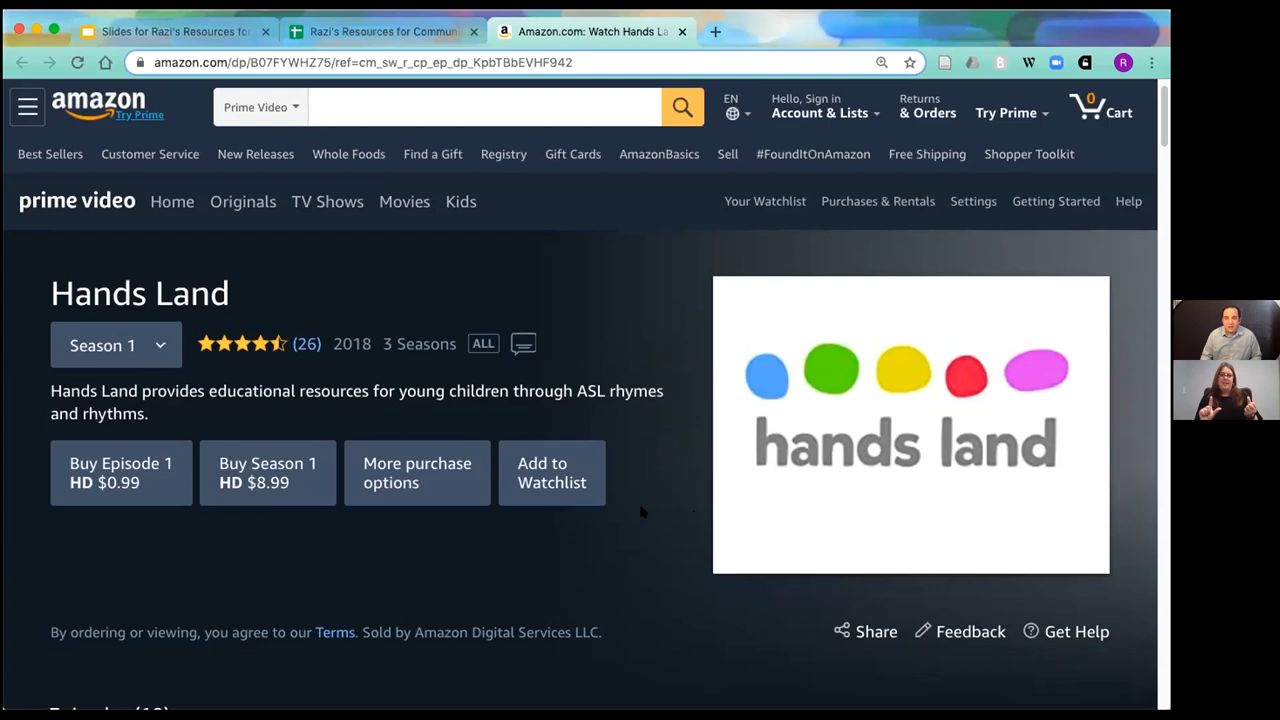 Slides for Razi's Resources for
Razi's Resources for Commun
Amazon.com: Watch Hands La
amazon.com/dp/B07FYWHZ75/ref=cm_sw_r_cp_ep_dp_KpbTBbEVHF942
W
R
amazon
Try Prime
Prime Video
EN
Hello, Sign in
Account & Lists
Returns
& Orders
Try Prime
0
Cart
Best Sellers Customer Service New Releases Whole Foods Find a Gift Registry Gift Cards AmazonBasics Sell #FoundItOnAmazon Free Shipping Shopper Toolkit
prime video Home Originals TV Shows Movies Kids Your Watchlist Purchases & Rentals Settings Getting Started Help
Hands Land
Season 1 (26) 2018 3 Seasons ALL
Hands Land provides educational resources for young children through ASL rhymes
and rhythms.
Buy Episode 1
HD $0.99
Buy Season 1
HD $8.99
More purchase
options
Add to
Watchlist
hands land
By ordering or viewing, you agree to our Terms. Sold by Amazon Digital Services LLC.
Share Feedback Get Help